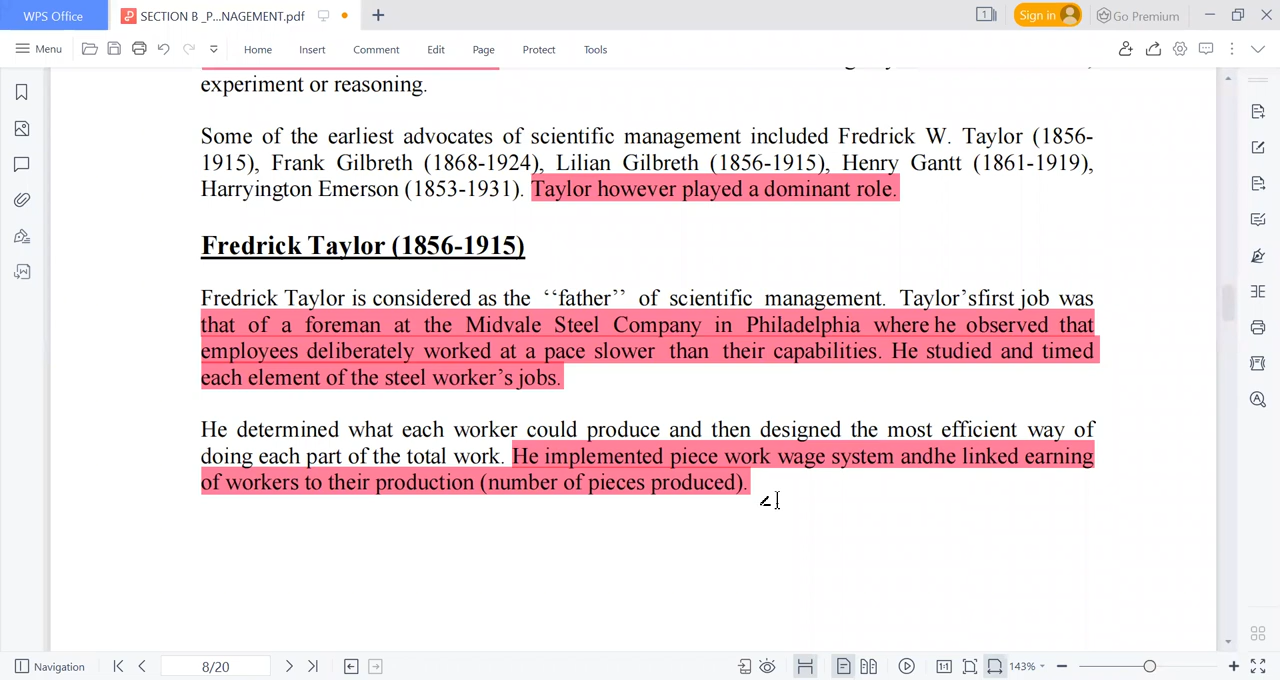 WPS Office
SECTION B _P...NAGEMENT.pdf
1
Sign in
Go Premium
Menu
Home
Insert
Comment
Edit
Page
Protect
Tools
experiment or reasoning.
Some of the earliest advocates of scientific management included Fredrick W. Taylor (1856-
1915), Frank Gilbreth (1868-1924), Lilian Gilbreth (1856-1915), Henry Gantt (1861-1919),
Harryington Emerson (1853-1931). Taylor however played a dominant role.
Fredrick Taylor (1856-1915)
Fredrick Taylor is considered as the ‘‘father’’ of scientific management. Taylor’sfirst job was
that of a foreman at the Midvale Steel Company in Philadelphia where he observed that
employees deliberately worked at a pace slower than their capabilities. He studied and timed
each element of the steel worker’s jobs.
He determined what each worker could produce and then designed the most efficient way of
doing each part of the total work. He implemented piece work wage system andhe linked earning
of workers to their production (number of pieces produced).
Navigation
8/20
1:1
143%